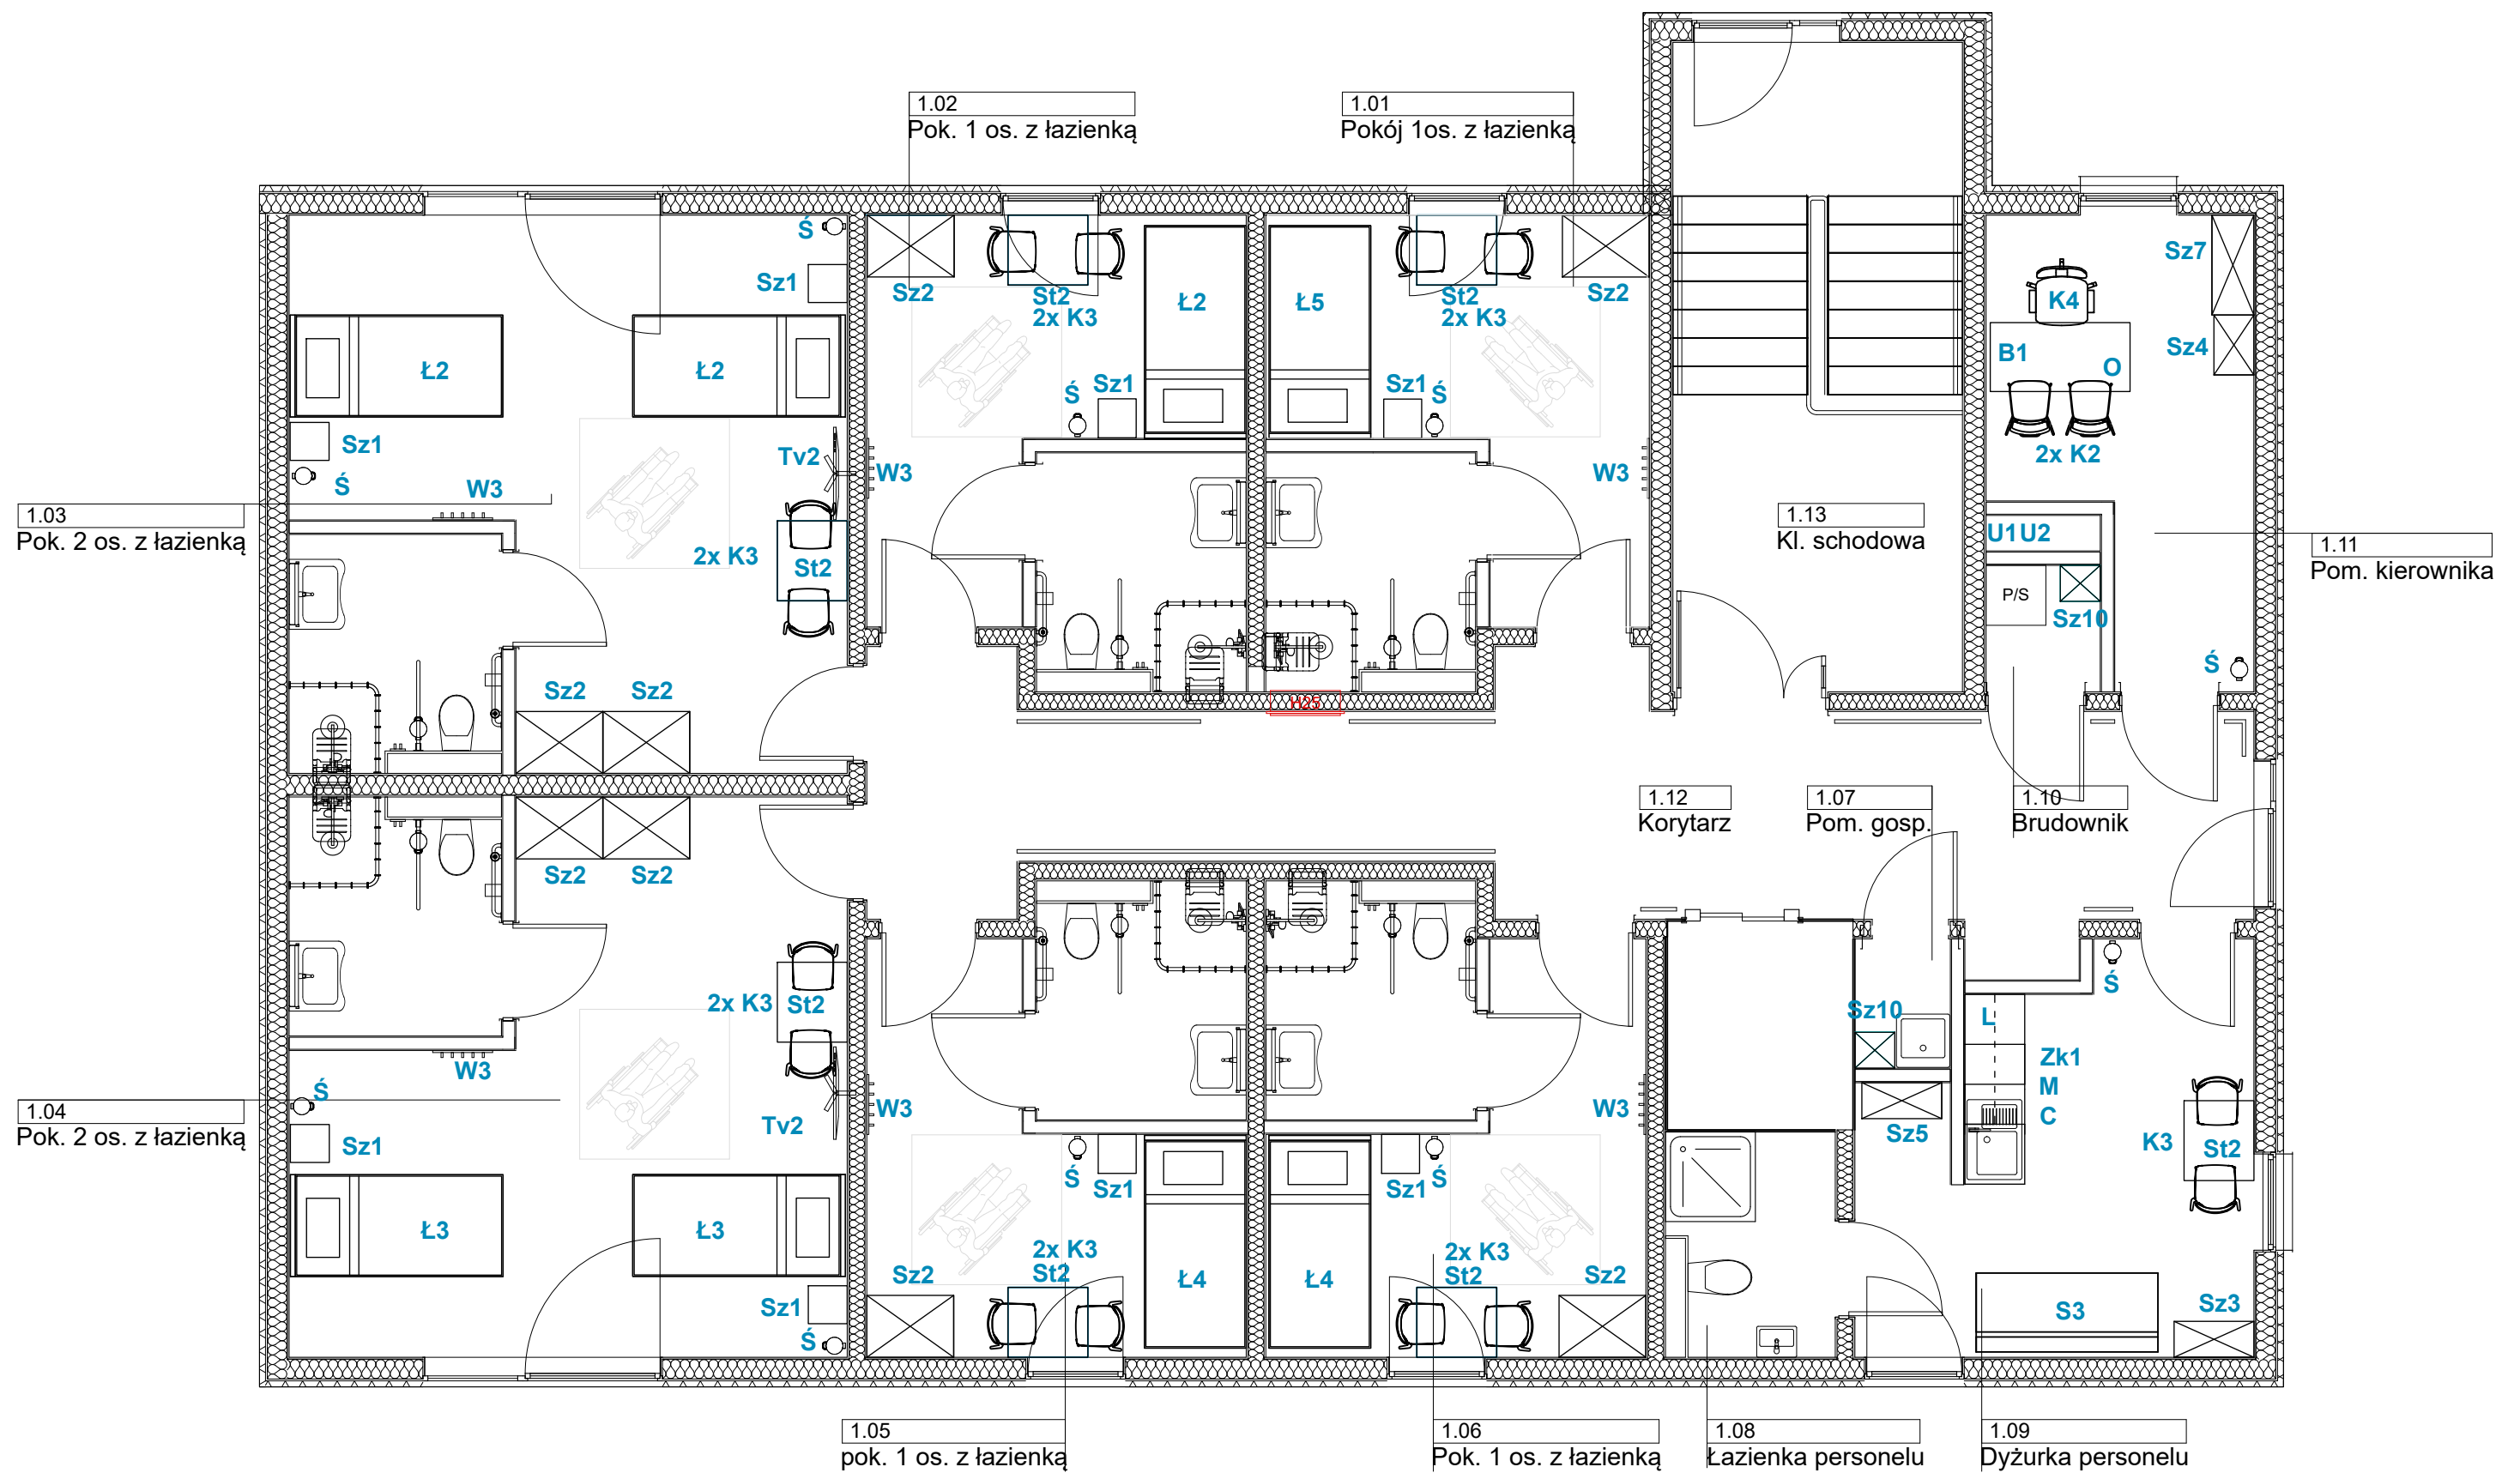 1.02
Pok. 1 os. z łazienką
1.01
Pokój 1os. z łazienką
Ś
Sz1
Sz2
St2
2x K3
Ł2
Ł5
St2
2x K3
Sz2
Sz7
K4
B1
O
Sz4
Ł2
Ł2
Ś
Sz1
Sz1
Ś
2x K2
Sz1
Ś
W3
Tv2
W3
W3
1.03
Pok. 2 os. z łazienką
1.13
Kl. schodowa
U1 U2
1.11
Pom. kierownika
2x K3
St2
P/S
Sz10
Ś
Sz2
Sz2
H25
1.12
Korytarz
1.07
Pom. gosp.
1.10
Brudownik
Sz2
Sz2
2x K3
St2
Ś
Sz10
L
Zk1
M
C
W3
Ś
Tv2
W3
W3
1.04
Pok. 2 os. z łazienką
Sz1
Sz5
K3
St2
Ś
Sz1
Sz1
Ś
Ł3
Ł3
Sz2
2x K3
St2
Ł4
Ł4
2x K3
St2
Sz2
Sz1
Ś
S3
Sz3
1.05
pok. 1 os. z łazienką
1.06
Pok. 1 os. z łazienką
1.08
Łazienka personelu
1.09
Dyżurka personelu